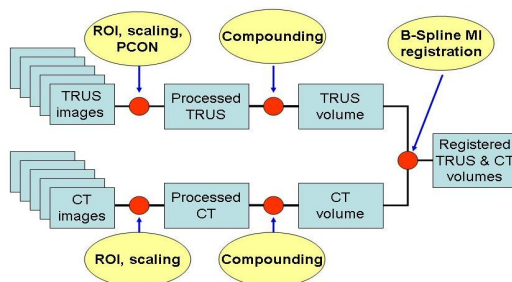 ROI, scaling,
PCON
Compounding
B-Spline MI
registration
TRUS
images
Processed
TRUS
TRUS
volume
Registered
TRUS & CT
volumes
CT
images
Processed
CT
CT
volume
ROI, scaling
Compounding